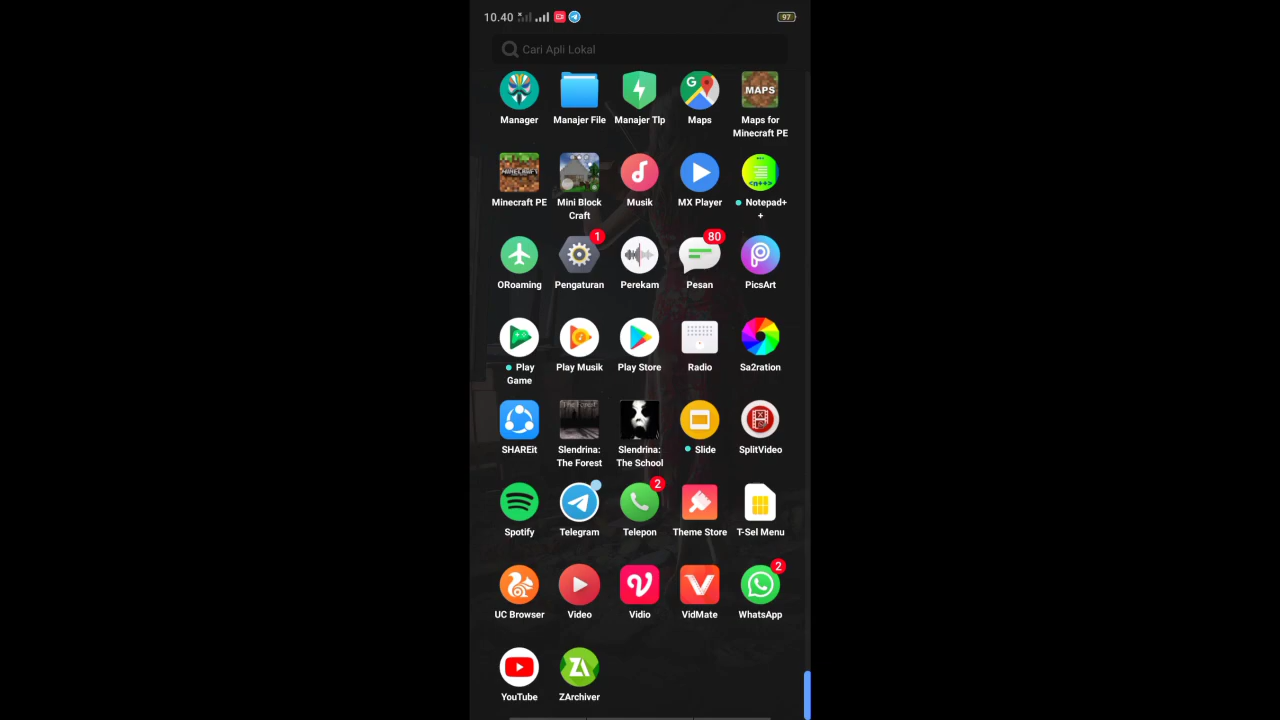 10.40
97
Cari Apli Lokal
MAPS
Manager
Manajer File
Manajer Tlp
Maps
Maps for
Minecraft PE
MINECRAFT
<n++>
Minecraft PE
Mini Block
Craft
Musik
MX Player
Notepad+
+
1
80
ORoaming
Pengaturan
Perekam
Pesan
PicsArt
Play
Game
Play Musik
Play Store
Radio
Sa2ration
SHAREit
Slendrina:
The Forest
Slendrina:
The School
Slide
SplitVideo
2
Spotify
Telegram
Telepon
Theme Store
T-Sel Menu
2
UC Browser
Video
Vidio
VidMate
WhatsApp
ZA
YouTube
ZArchiver